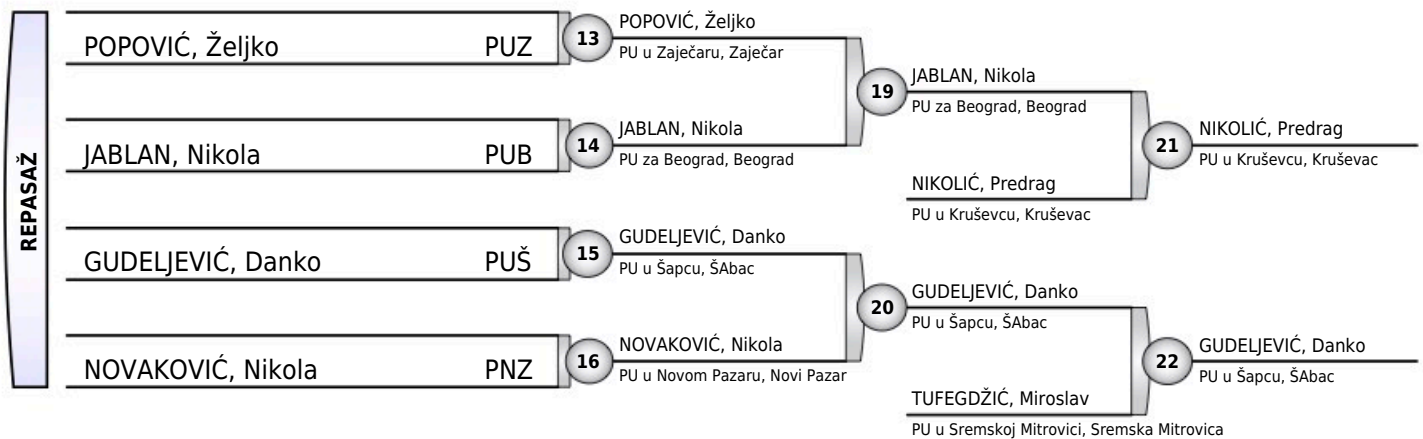 REPASAŽ
POPOVIĆ, Željko PUZ
13
POPOVIĆ, Željko
PU u Zaječaru, Zaječar
JABLAN, Nikola PUB
14
JABLAN, Nikola
PU za Beograd, Beograd
19
JABLAN, Nikola
PU za Beograd, Beograd
NIKOLIĆ, Predrag
PU u Kruševcu, Kruševac
21
NIKOLIĆ, Predrag
PU u Kruševcu, Kruševac
GUDELJEVIĆ, Danko PUŠ
15
GUDELJEVIĆ, Danko
PU u Šapcu, ŠAbac
NOVAKOVIĆ, Nikola PNZ
16
NOVAKOVIĆ, Nikola
PU u Novom Pazaru, Novi Pazar
20
GUDELJEVIĆ, Danko
PU u Šapcu, ŠAbac
TUFEGDŽIĆ, Miroslav
PU u Sremskoj Mitrovici, Sremska Mitrovica
22
GUDELJEVIĆ, Danko
PU u Šapcu, ŠAbac